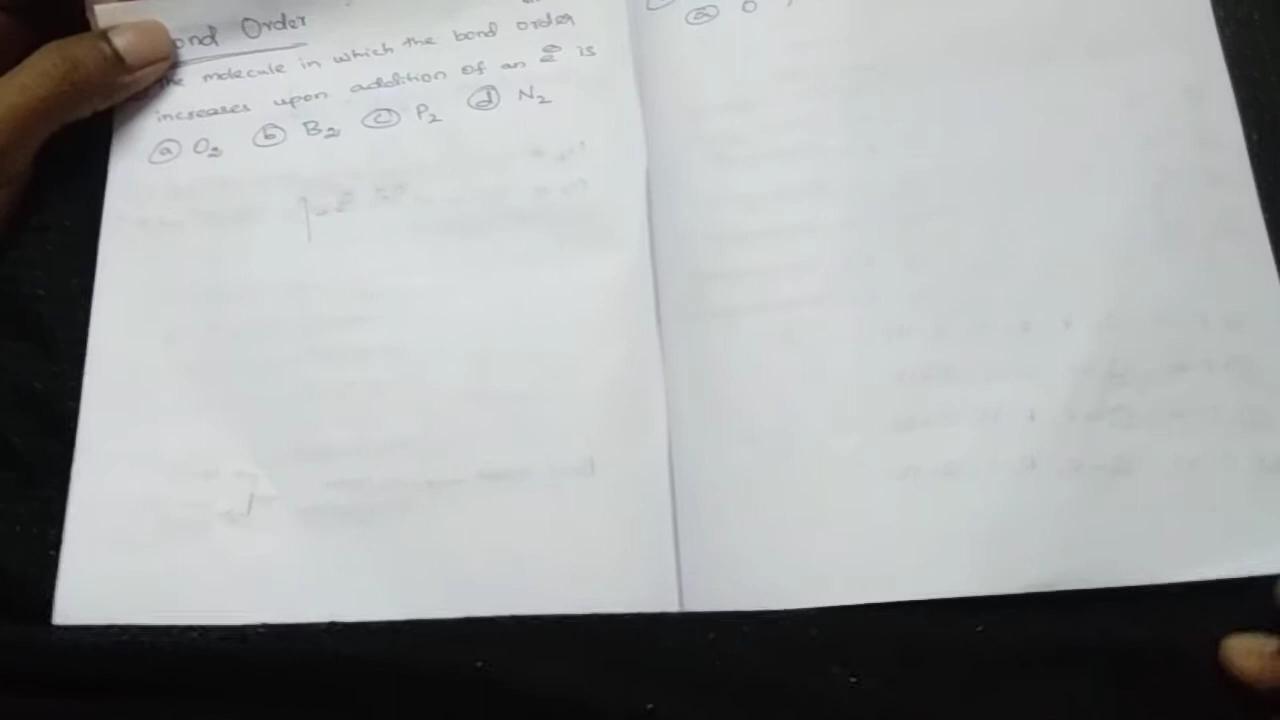 ond Order
molecule in which the bond order
increases upon addition of an e is
(a) O2 (b) B2 (c) P2 (d) N2
(a) O